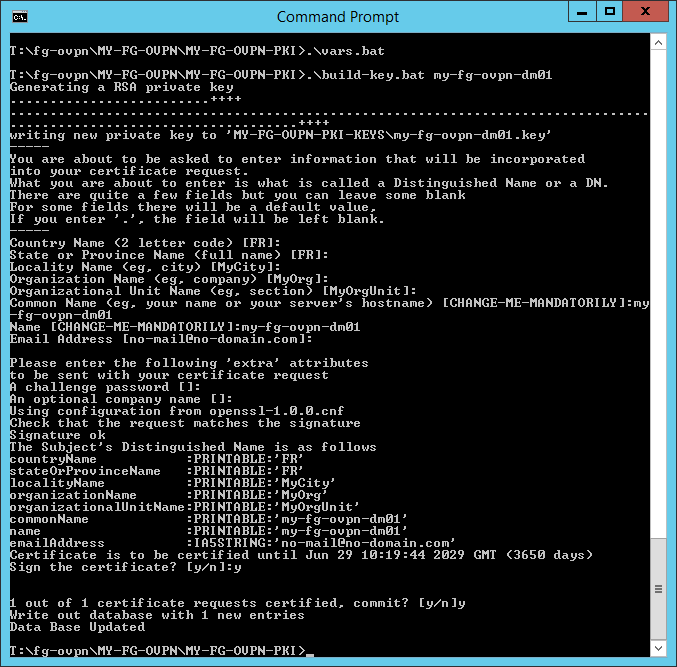 Command Prompt
T:\fg-ovpn\MY-FG-OVPN\MY-FG-OVPN-PKI>.\vars.bat
T:\fg-ovpn\MY-FG-OVPN\MY-FG-OVPN-PKI>.\build-key.bat my-fg-ovpn-dm01
Generating a RSA private key
.........................++++
................................................................................
....................................++++
writing new private key to 'MY-FG-OVPN-PKI-KEYS\my-fg-ovpn-dm01.key'
-----
You are about to be asked to enter information that will be incorporated
into your certificate request.
What you are about to enter is what is called a Distinguished Name or a DN.
There are quite a few fields but you can leave some blank
For some fields there will be a default value,
If you enter '.', the field will be left blank.
-----
Country Name (2 letter code) [FR]:
State or Province Name (full name) [FR]:
Locality Name (eg, city) [MyCity]:
Organization Name (eg, company) [MyOrg]:
Organizational Unit Name (eg, section) [MyOrgUnit]:
Common Name (eg, your name or your server's hostname) [CHANGE-ME-MANDATORILY]:my
-fg-ovpn-dm01
Name [CHANGE-ME-MANDATORILY]:my-fg-ovpn-dm01
Email Address [no-mail@no-domain.com]:
Please enter the following 'extra' attributes
to be sent with your certificate request
A challenge password []:
An optional company name []:
Using configuration from openssl-1.0.0.cnf
Check that the request matches the signature
Signature ok
The Subject's Distinguished Name is as follows
countryName           :PRINTABLE:'FR'
stateOrProvinceName   :PRINTABLE:'FR'
localityName          :PRINTABLE:'MyCity'
organizationName      :PRINTABLE:'MyOrg'
organizationalUnitName:PRINTABLE:'MyOrgUnit'
commonName            :PRINTABLE:'my-fg-ovpn-dm01'
name                  :PRINTABLE:'my-fg-ovpn-dm01'
emailAddress          :IA5STRING:'no-mail@no-domain.com'
Certificate is to be certified until Jun 29 10:19:44 2029 GMT (3650 days)
Sign the certificate? [y/n]:y
1 out of 1 certificate requests certified, commit? [y/n]y
Write out database with 1 new entries
Data Base Updated
T:\fg-ovpn\MY-FG-OVPN\MY-FG-OVPN-PKI>_